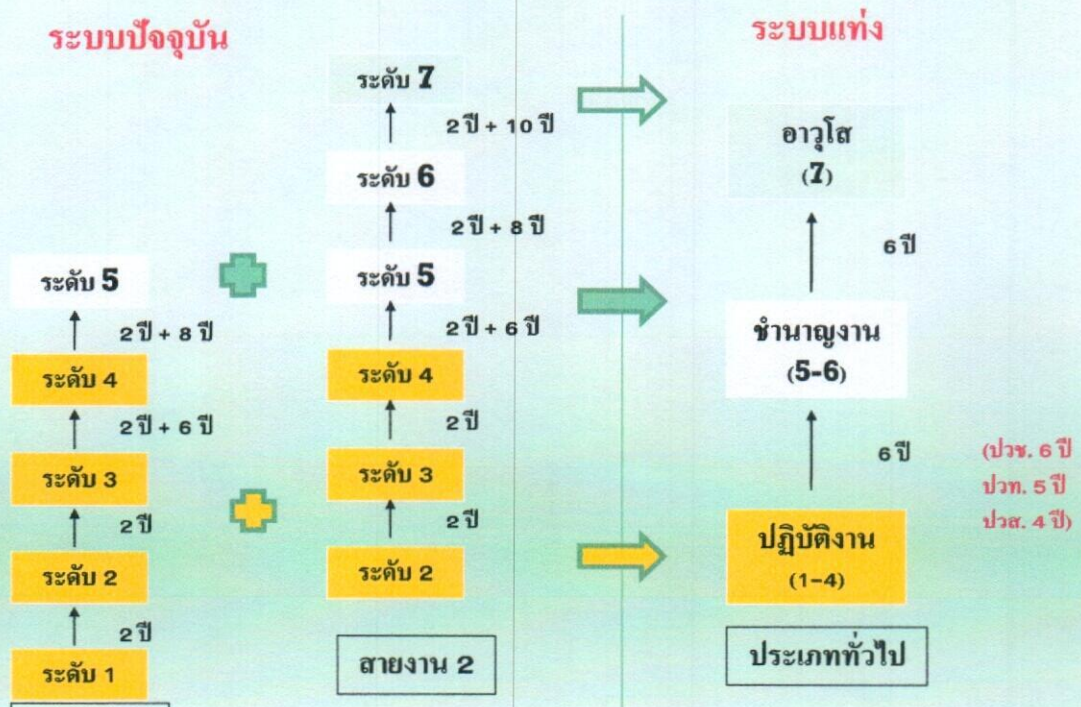 ระบบปัจจุบัน
ระดับ 5
2 ปี + 8 ปี
ระดับ 4
2 ปี + 6 ปี
ระดับ 3
2 ปี
ระดับ 2
2 ปี
ระดับ 1
ระดับ 7
2 ปี + 10 ปี
ระดับ 6
2 ปี + 8 ปี
ระดับ 5
2 ปี + 6 ปี
ระดับ 4
2 ปี
ระดับ 3
2 ปี
ระดับ 2
สายงาน 2
ระบบแท่ง
อาวุโส
(7)
6 ปี
ชำนาญงาน
(5-6)
6 ปี
(ปวช. 6 ปี
ปวท. 5 ปี
ปวส. 4 ปี)
ปฏิบัติงาน
(1-4)
ประเภททั่วไป